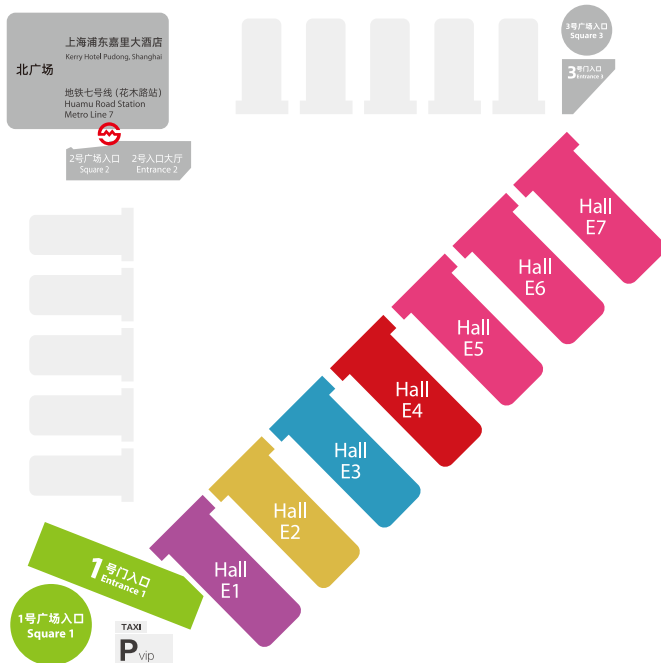 上海浦东嘉里大酒店
Kerry Hotel Pudong, Shanghai
北广场
地铁七号线 (花木路站)
Huamu Road Station
Metro Line 7
2号广场入口
Square 2
2号入口大厅
Entrance 2
3号广场入口
Square 3
3号门入口
Entrance 3
Hall
E7
Hall
E6
Hall
E5
Hall
E4
Hall
E3
Hall
E2
Hall
E1
1号门入口
Entrance 1
1号广场入口
Square 1
TAXI
P vip